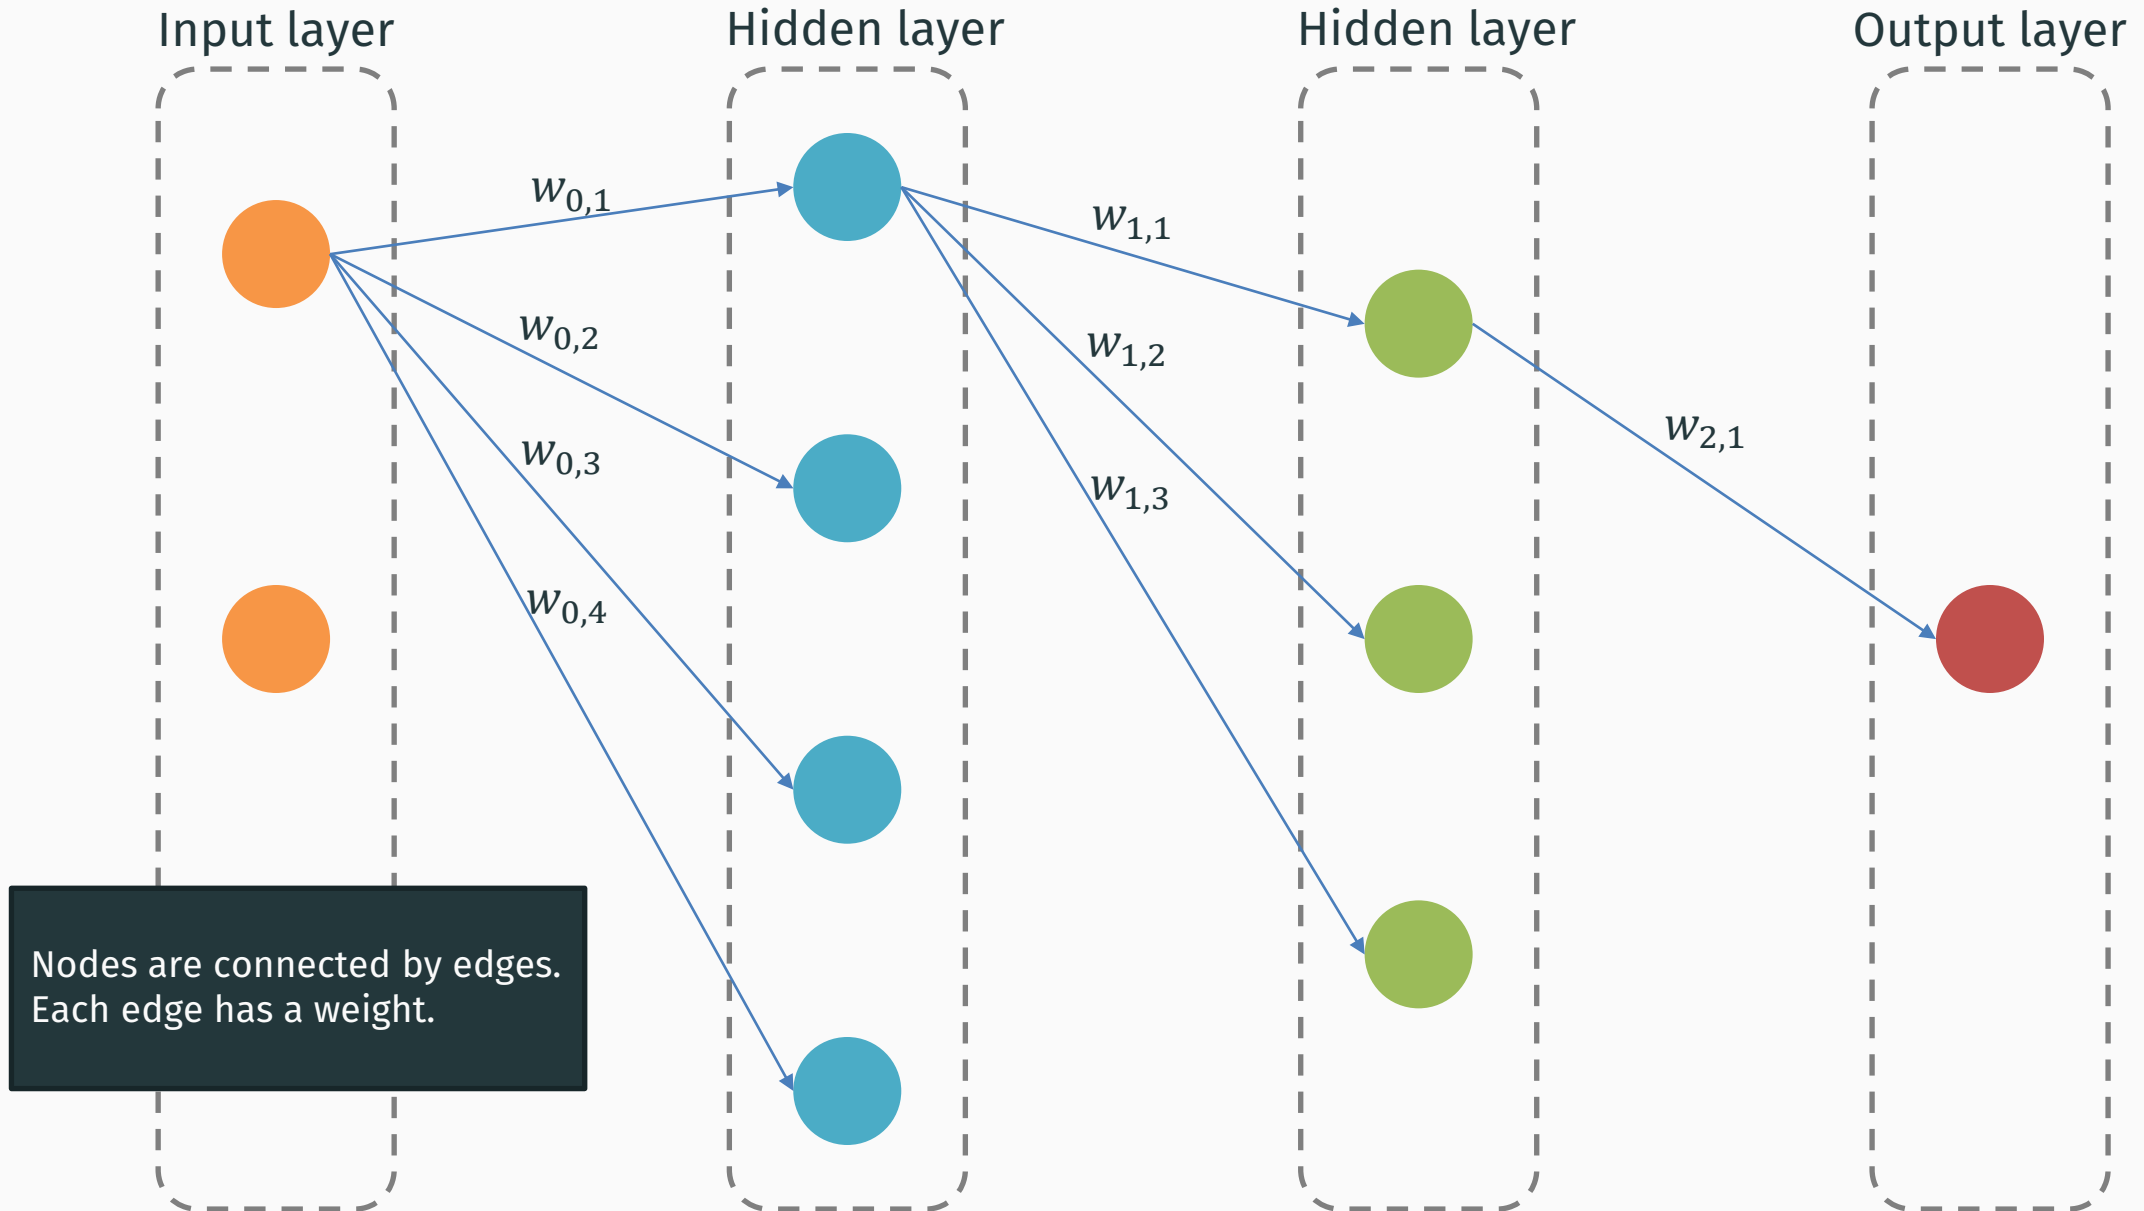 Input layer
Hidden layer
Hidden layer
Output layer
w0,1
w0,2
w0,3
w0,4
w1,1
w1,2
w1,3
w2,1
Nodes are connected by edges.
Each edge has a weight.